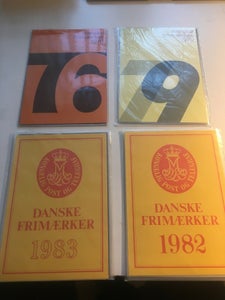 76
79
DANSKE
FRIMÆRKER
1983
DANSKE
FRIMÆRKER
1982